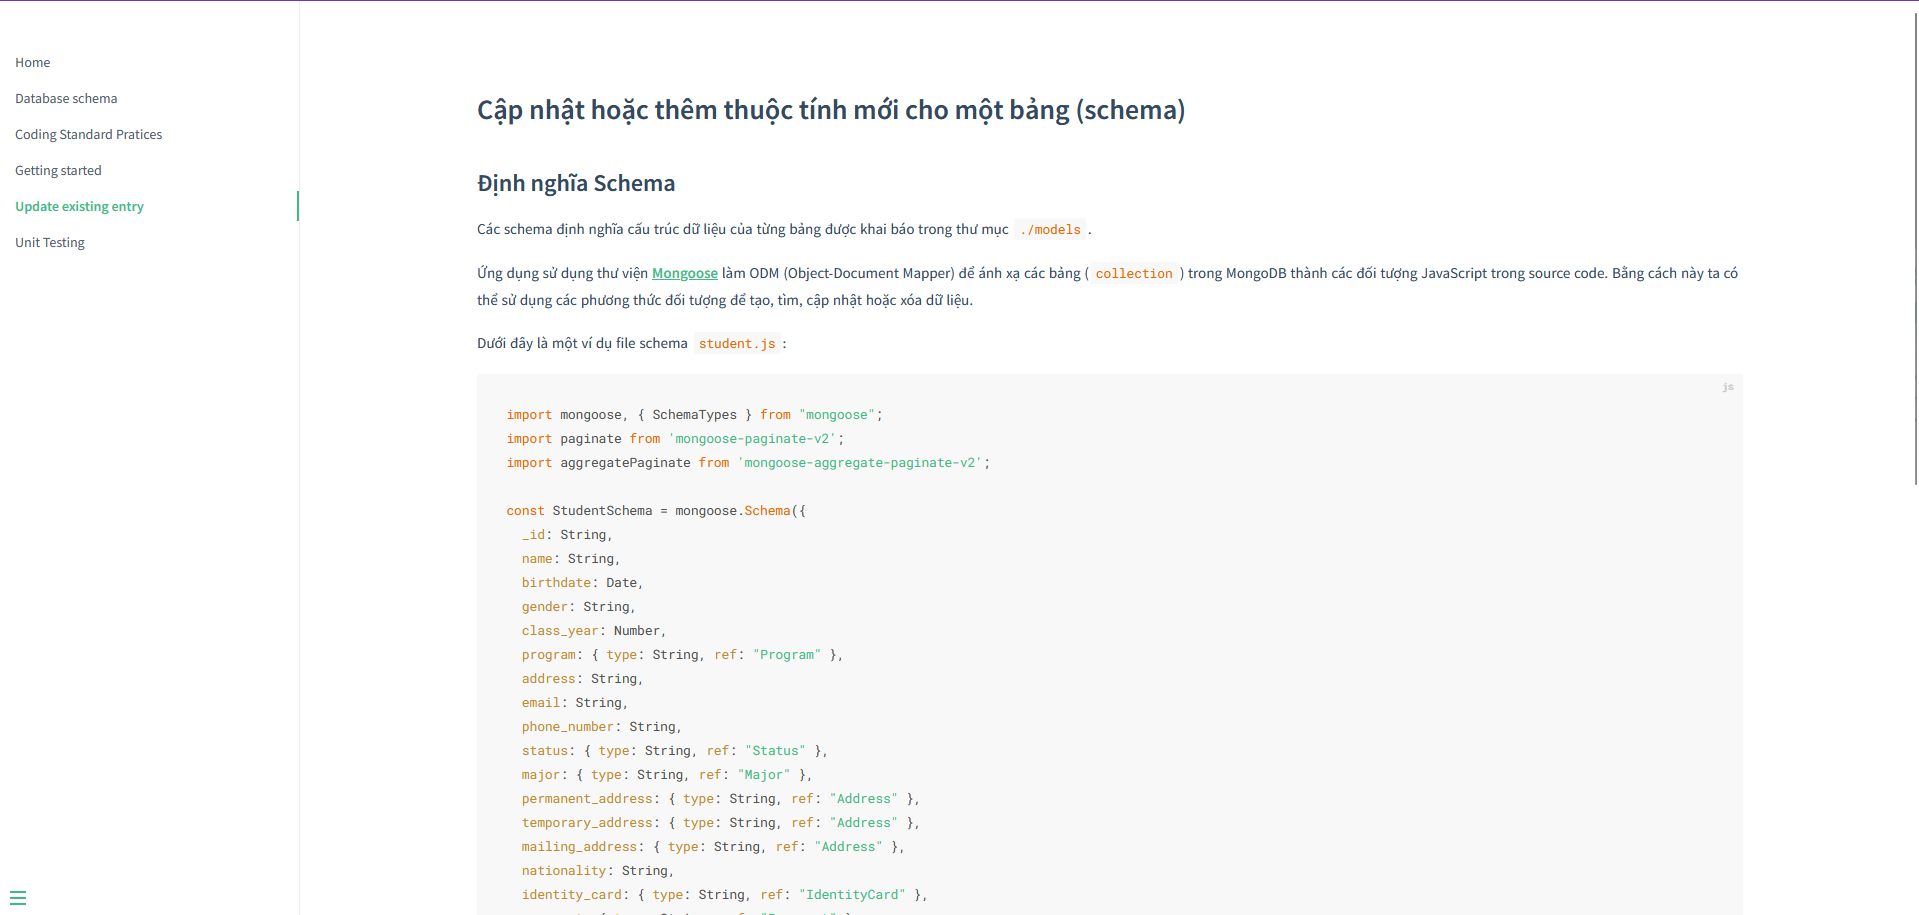 Home
Database schema
Coding Standard Pratices
Getting started
Update existing entry
Unit Testing
Cập nhật hoặc thêm thuộc tính mới cho một bảng (schema)
Định nghĩa Schema
Các schema định nghĩa cấu trúc dữ liệu của từng bảng được khai báo trong thư mục ./models .
Ứng dụng sử dụng thư viện Mongoose làm ODM (Object-Document Mapper) để ánh xạ các bảng ( collection ) trong MongoDB thành các đối tượng JavaScript trong source code. Bằng cách này ta có
thể sử dụng các phương thức đối tượng để tạo, tìm, cập nhật hoặc xóa dữ liệu.
Dưới đây là một ví dụ file schema student.js :
js
import mongoose, { SchemaTypes } from "mongoose";
import paginate from 'mongoose-paginate-v2';
import aggregatePaginate from 'mongoose-aggregate-paginate-v2';
const StudentSchema = mongoose.Schema({
_id: String,
name: String,
birthdate: Date,
gender: String,
class_year: Number,
program: { type: String, ref: "Program" },
address: String,
email: String,
phone_number: String,
status: { type: String, ref: "Status" },
major: { type: String, ref: "Major" },
permanent_address: { type: String, ref: "Address" },
temporary_address: { type: String, ref: "Address" },
mailing_address: { type: String, ref: "Address" },
nationality: String,
identity_card: { type: String, ref: "IdentityCard" },